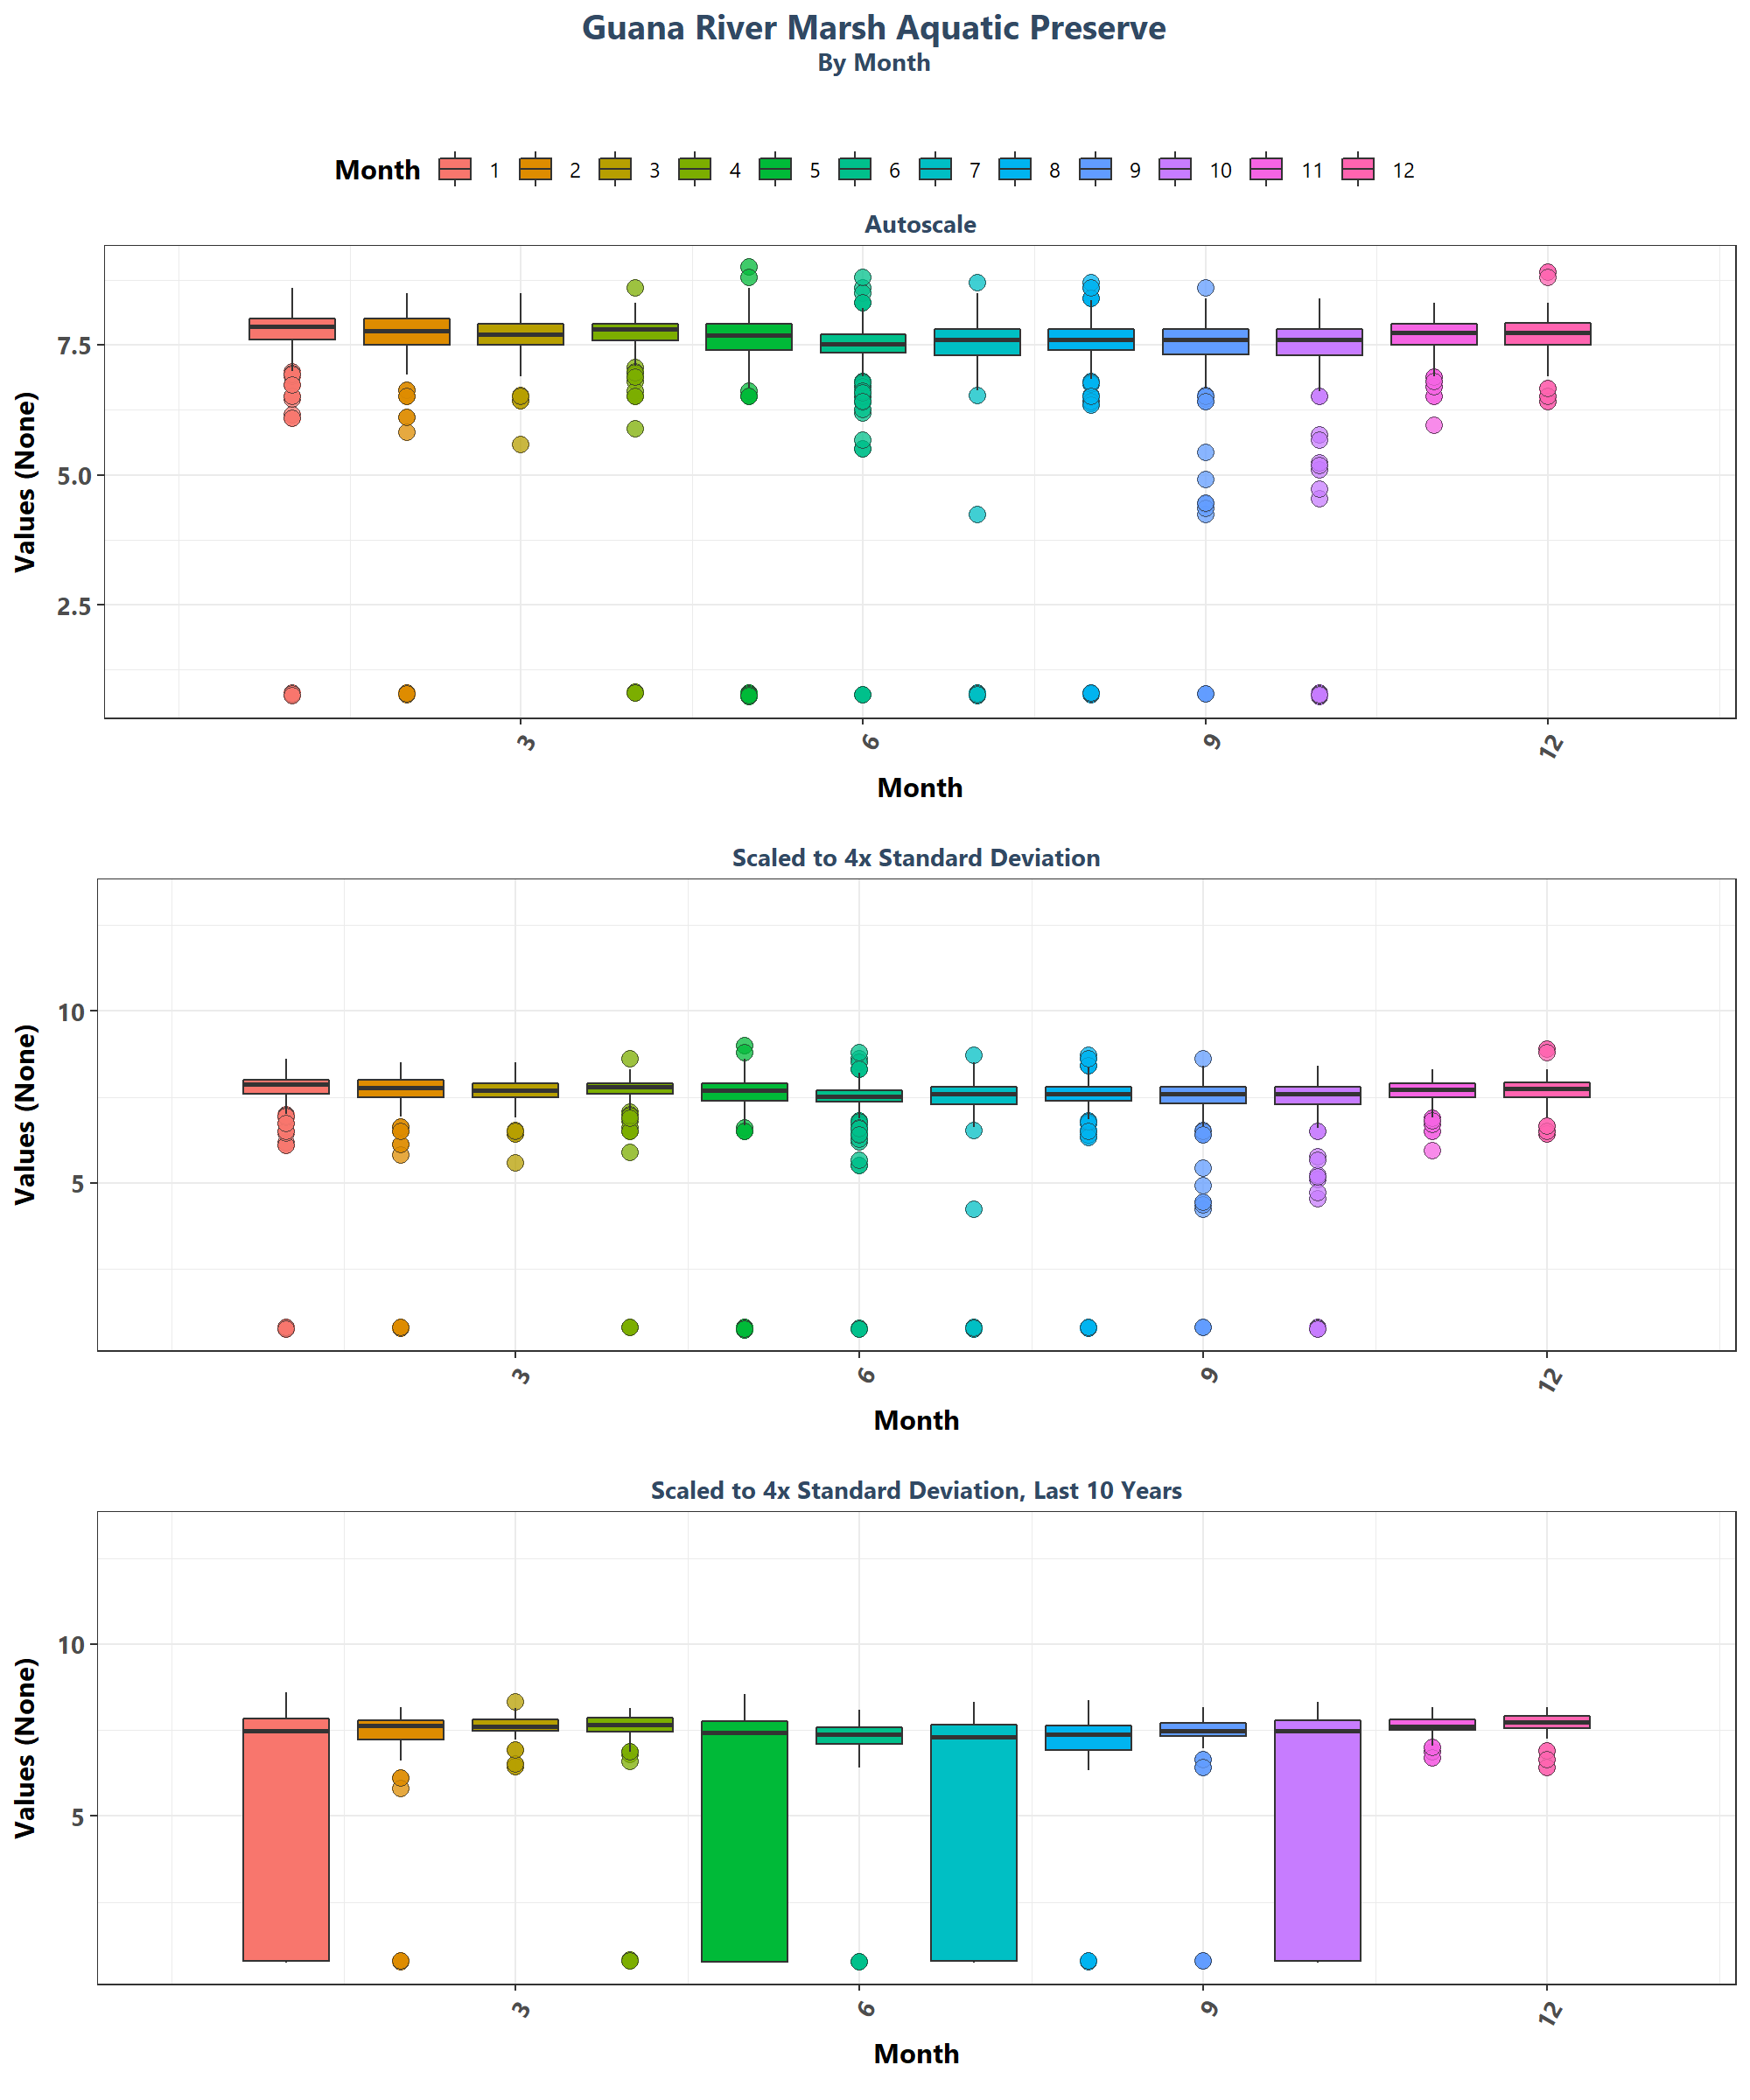 Guana River Marsh Aquatic Preserve
By Month
Month 1 2 3 4 5 6 7 8 9 10 11 12
Autoscale
Values (None)
7.5
5.0
2.5
3 6 9 12
Month
Scaled to 4x Standard Deviation
Values (None)
10
5
3 6 9 12
Month
Scaled to 4x Standard Deviation, Last 10 Years
Values (None)
10
5
3 6 9 12
Month